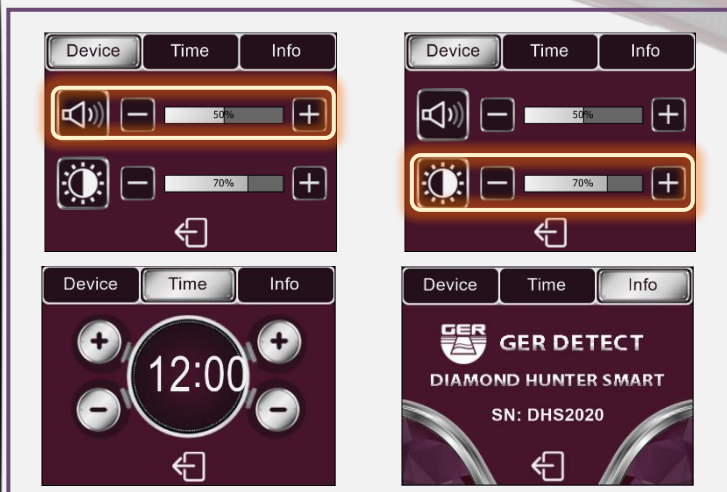 Device Time Info
50%
70%
Device Time Info
50%
70%
Device Time Info
12:00
Device Time Info
GER
GER DETECT
DIAMOND HUNTER SMART
SN: DHS2020